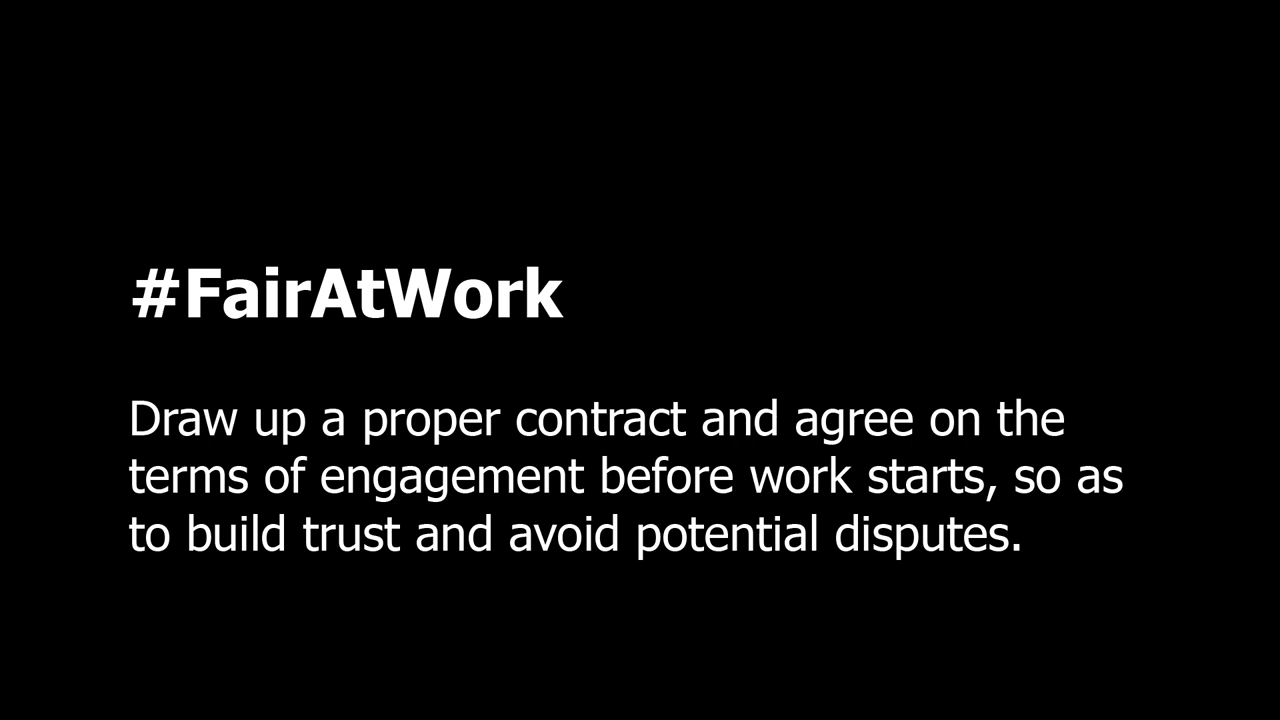 #FairAtWork
Draw up a proper contract and agree on the
terms of engagement before work starts, so as
to build trust and avoid potential disputes.